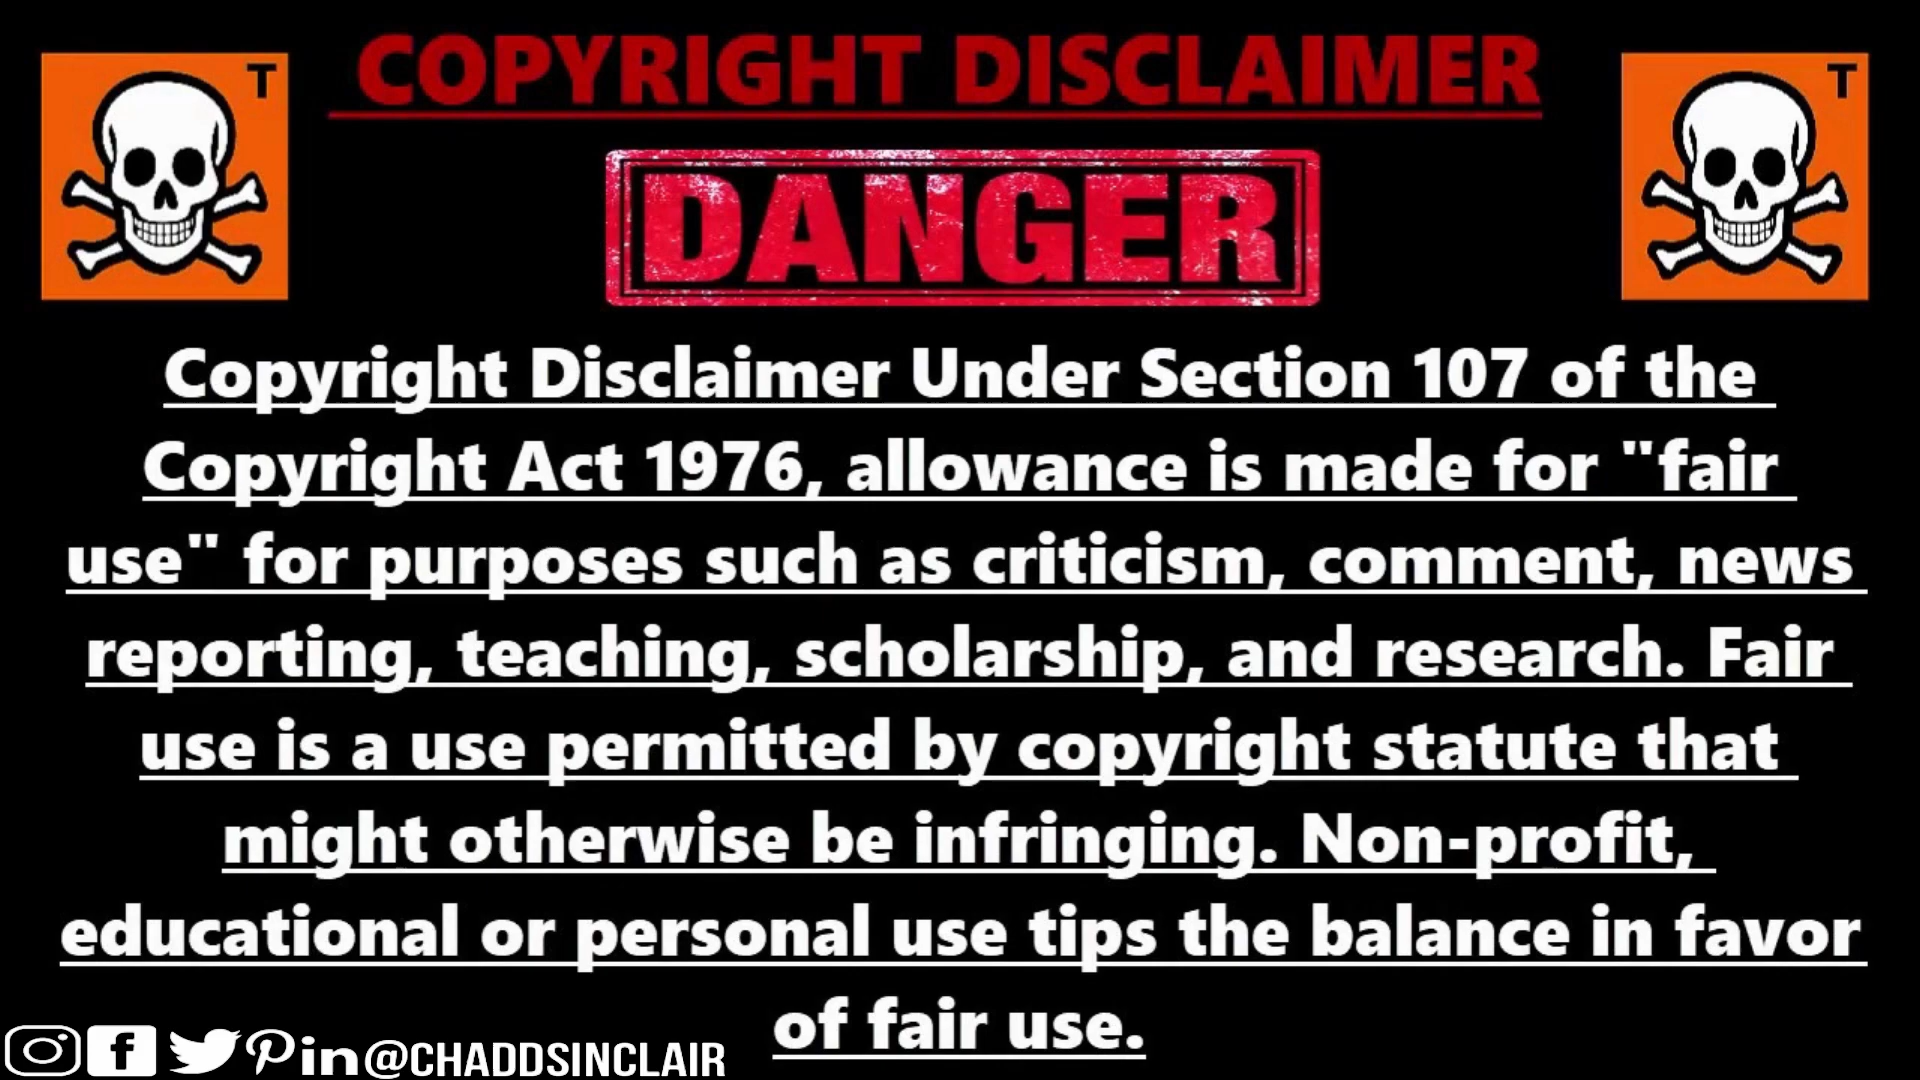 T
COPYRIGHT DISCLAIMER
T
DANGER
Copyright Disclaimer Under Section 107 of the
Copyright Act 1976, allowance is made for "fair
use" for purposes such as criticism, comment, news
reporting, teaching, scholarship, and research. Fair
use is a use permitted by copyright statute that
might otherwise be infringing. Non-profit,
educational or personal use tips the balance in favor
of fair use.
@CHADDSINCLAIR